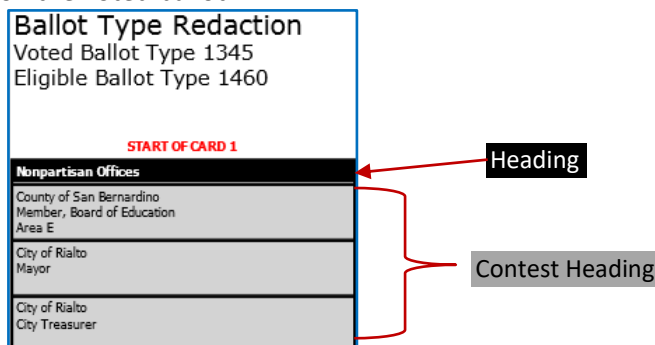 Ballot Type Redaction
Voted Ballot Type 1345
Eligible Ballot Type 1460
START OF CARD 1
Nonpartisan Offices
Heading
County of San Bernardino
Member, Board of Education
Area E
City of Rialto
Mayor
Contest Heading
City of Rialto
City Treasurer